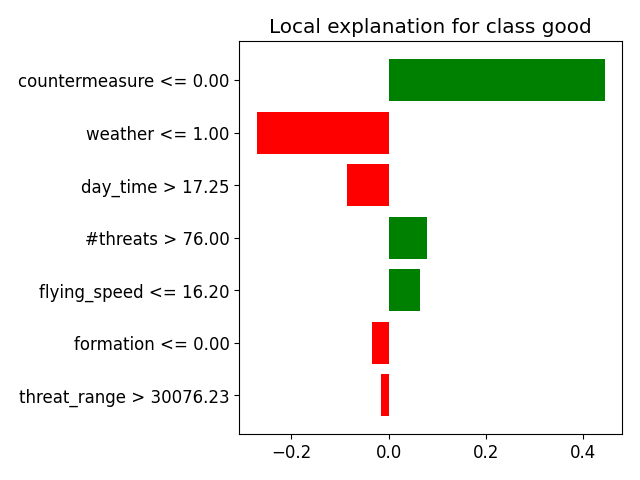 Local explanation for class good
countermeasure <= 0.00
weather <= 1.00
day_time > 17.25
#threats > 76.00
flying_speed <= 16.20
formation <= 0.00
threat_range > 30076.23
−0.2 0.0 0.2 0.4